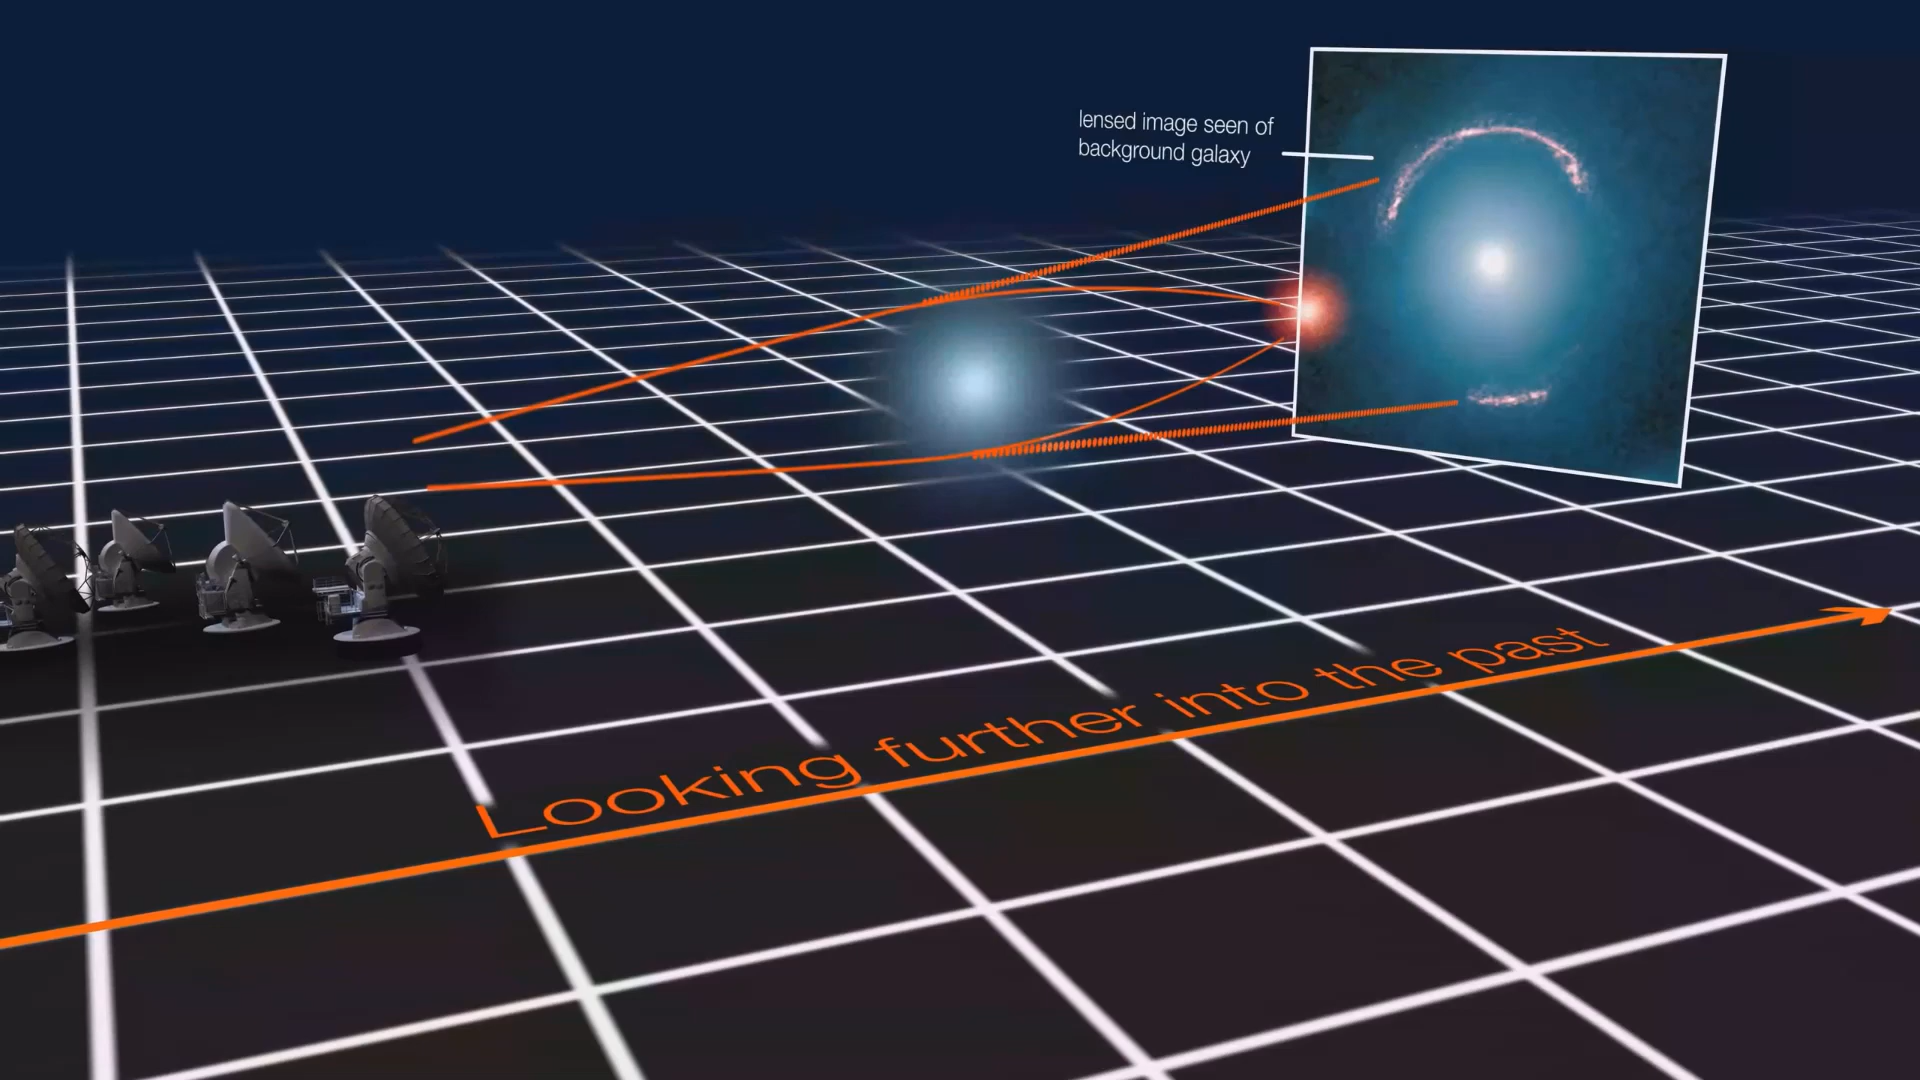 lensed image seen of
background galaxy
Looking further into the past